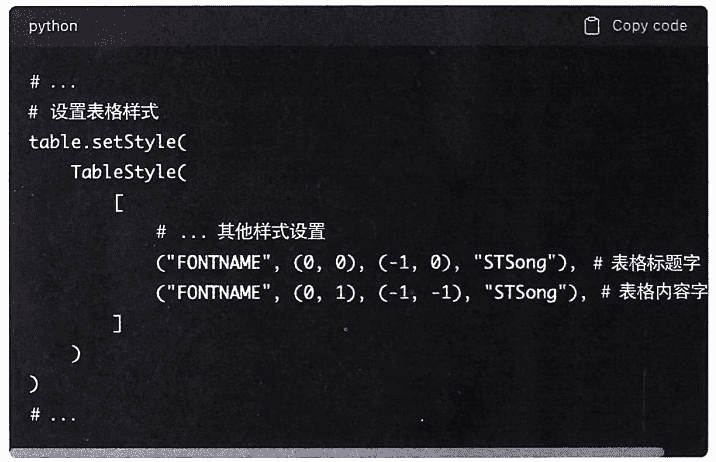 python
Copy code
# ...
# 设置表格样式
table.setStyle(
    TableStyle(
        [
            # ... 其他样式设置
            ("FONTNAME", (0, 0), (-1, 0), "STSong"), # 表格标题字
            ("FONTNAME", (0, 1), (-1, -1), "STSong"), # 表格内容字
        ]
    )
)
# ...